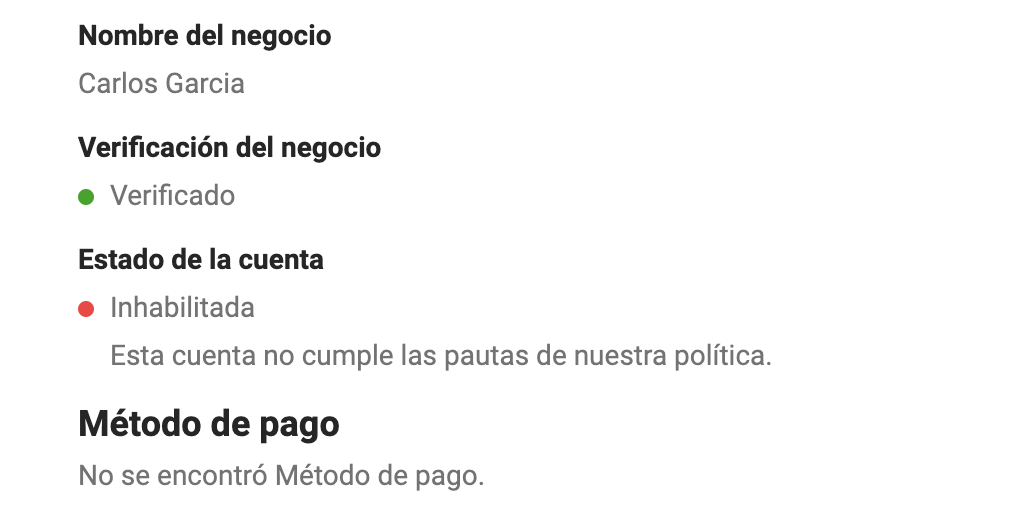 Nombre del negocio
Carlos Garcia
Verificación del negocio
Verificado
Estado de la cuenta
Inhabilitada
Esta cuenta no cumple las pautas de nuestra política.
Método de pago
No se encontró Método de pago.